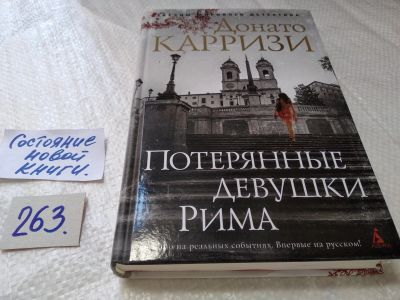 ДОНАТО
КАРРИЗИ
Состояние
новой
книги.
ПОТЕРЯННЫЕ
ДЕВУШКИ
РИМА
263.
на реальных событиях. Впервые на русском!